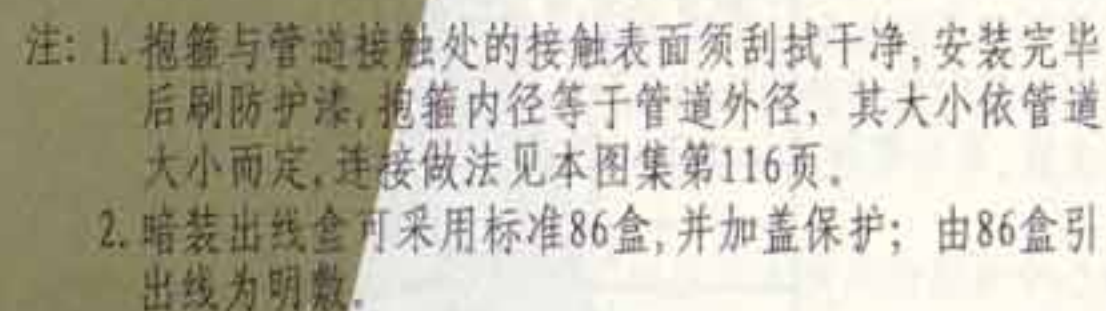 注: 1. 抱箍与管道接触处的接触表面须刮拭干净,安装完毕
后刷防护漆,抱箍内径等于管道外径，其大小依管道
大小而定,连接做法见本图集第116页。
2. 暗装出线盒可采用标准86盒,并加盖保护；由86盒引
出线为明敷。